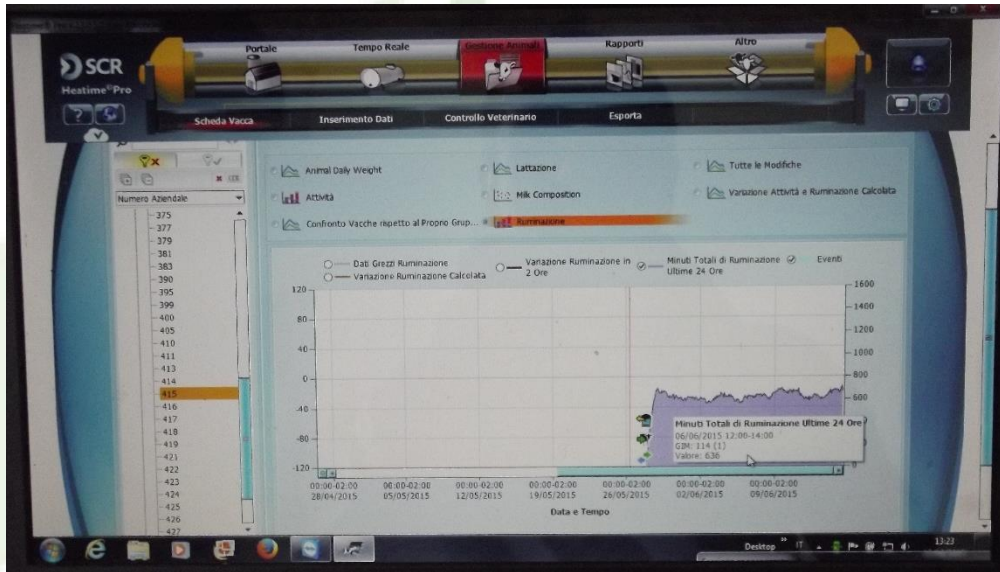 SCR
Heatime®Pro
Portale
Tempo Reale
Gestione Animali
Rapporti
Altro
Scheda Vacca
Inserimento Dati
Controllo Veterinario
Esporta
Numero Aziendale
375
377
379
381
383
390
395
399
400
405
410
411
413
414
415
416
417
418
419
421
422
423
424
425
426
427
Animal Daily Weight
Lattazione
Tutte le Modifiche
Attività
Milk Composition
Variazione Attività e Ruminazione Calcolata
Confronto Vacche rispetto al Proprio Grup...
Ruminazione
Dati Grezzi Ruminazione
Variazione Ruminazione Calcolata
Variazione Ruminazione in
2 Ore
Minuti Totali di Ruminazione
Ultime 24 Ore
Eventi
120
80
40
0
-40
-80
-120
1600
1400
1200
1000
800
600
0
Minuti Totali di Ruminazione Ultime 24 Ore
06/06/2015 12:00-14:00
GIM: 114 (1)
Valore: 636
00:00-02:00
28/04/2015
00:00-02:00
05/05/2015
00:00-02:00
12/05/2015
00:00-02:00
19/05/2015
00:00-02:00
26/05/2015
00:00-02:00
02/06/2015
00:00-02:00
09/06/2015
Data e Tempo
Desktop
IT
13:23